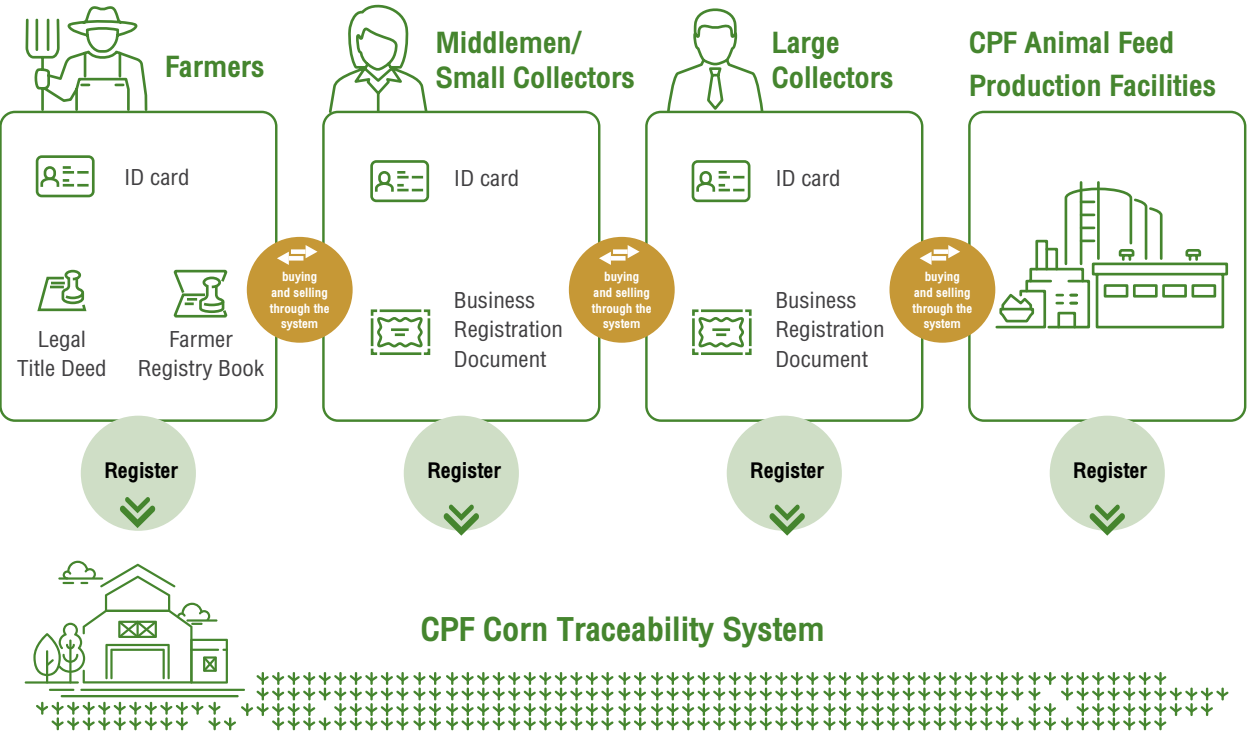 Farmers
ID card
Legal
Title Deed
Farmer
Registry Book
buying
and selling
through the
system
Middlemen/
Small Collectors
ID card
Business
Registration
Document
buying
and selling
through the
system
Large
Collectors
ID card
Business
Registration
Document
buying
and selling
through the
system
CPF Animal Feed
Production Facilities
Register
Register
Register
Register
CPF Corn Traceability System